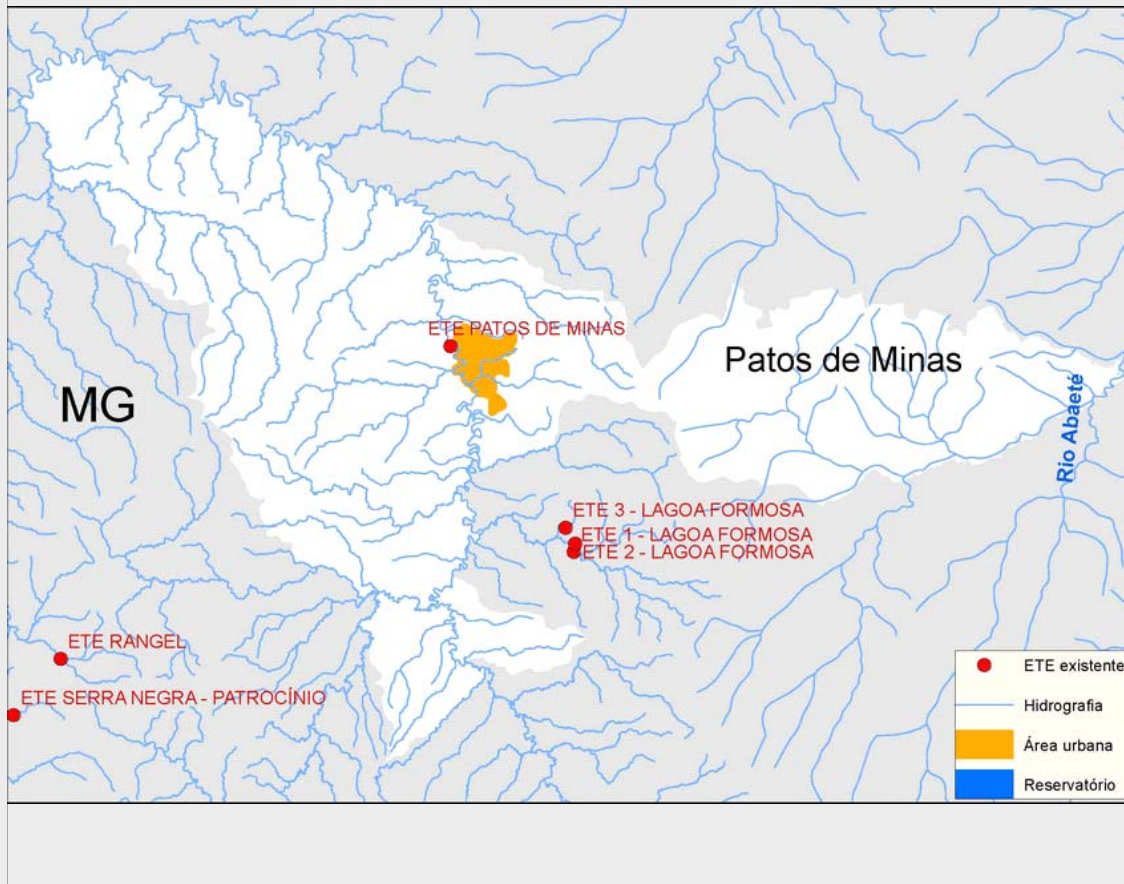 ETE PATOS DE MINAS
Patos de Minas
MG
Rio Abaeté
ETE 3 - LAGOA FORMOSA
ETE 1 - LAGOA FORMOSA
ETE 2 - LAGOA FORMOSA
ETE RANGEL
ETE SERRA NEGRA - PATROCÍNIO
ETE existente
Hidrografia
Área urbana
Reservatório